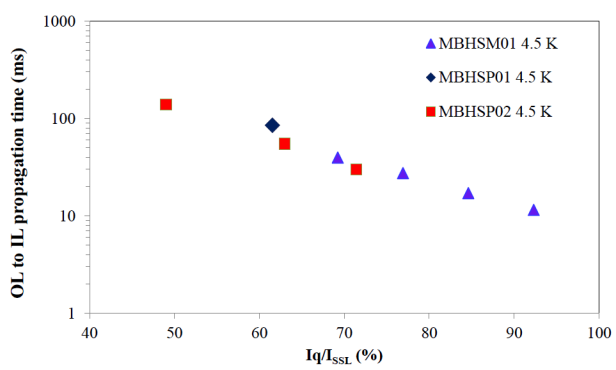 1000
100
10
1
OL to IL propagation time (ms)
MBHSM01 4.5 K
MBHSP01 4.5 K
MBHSP02 4.5 K
40 50 60 70 80 90 100
Iq/I_SSL (%)